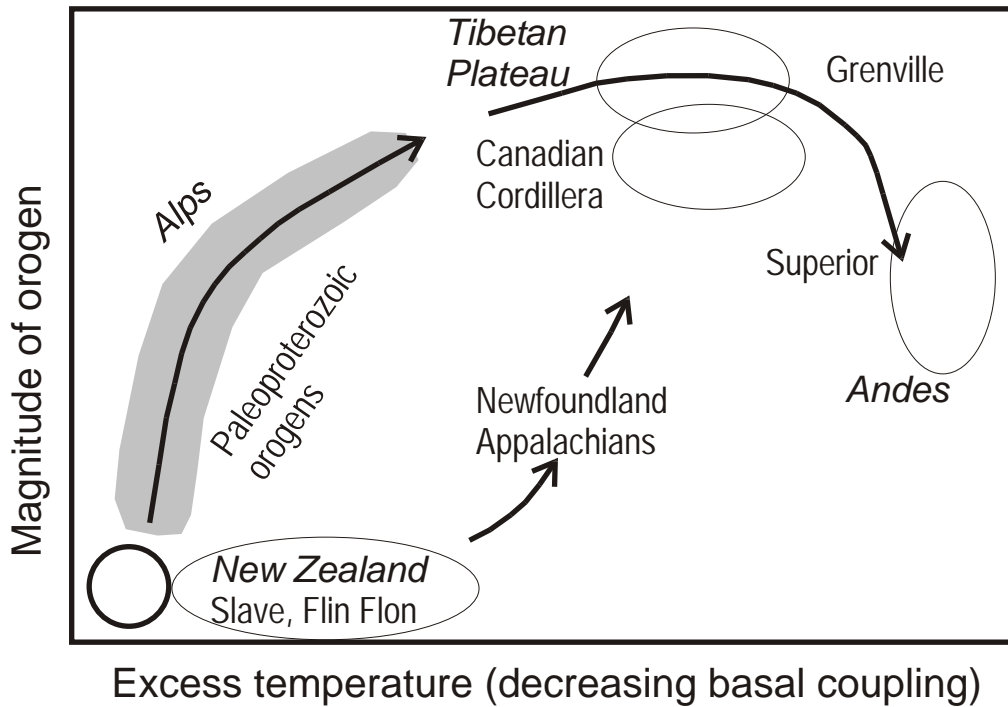 Tibetan
Plateau
Grenville
Canadian
Cordillera
Alps
Superior
Paleoproterozoic
orogens
Andes
Newfoundland
Appalachians
New Zealand
Slave, Flin Flon
Magnitude of orogen
Excess temperature (decreasing basal coupling)